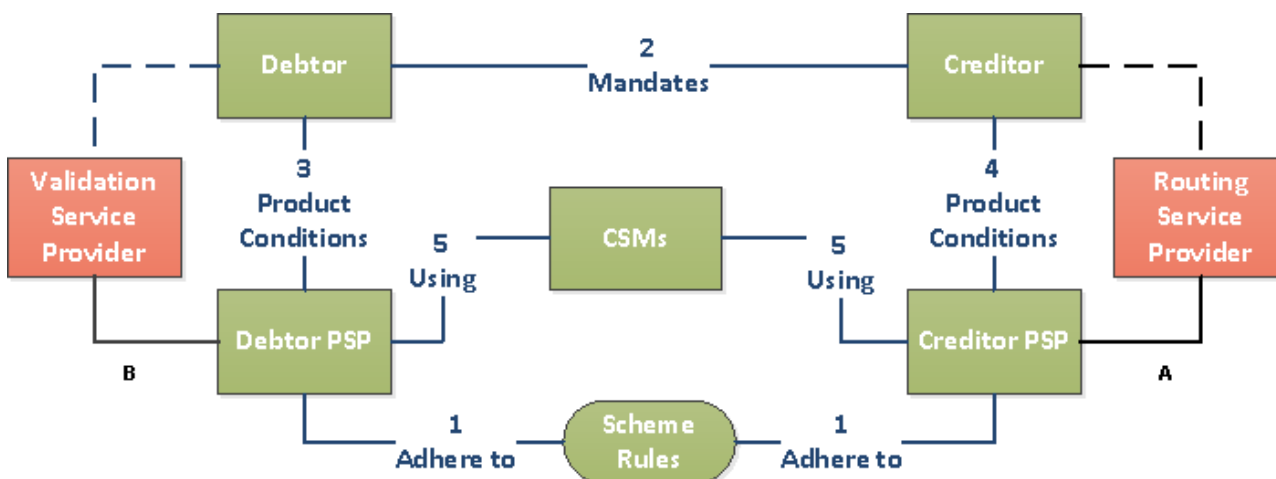 2
Debtor
Creditor
Mandates
3
4
Validation
Service
Provider
Routing
Service
Provider
Product
Conditions
CSMs
Product
Conditions
5
Using
5
Using
Debtor PSP
Creditor PSP
B
A
1
Adhere to
Scheme
Rules
1
Adhere to